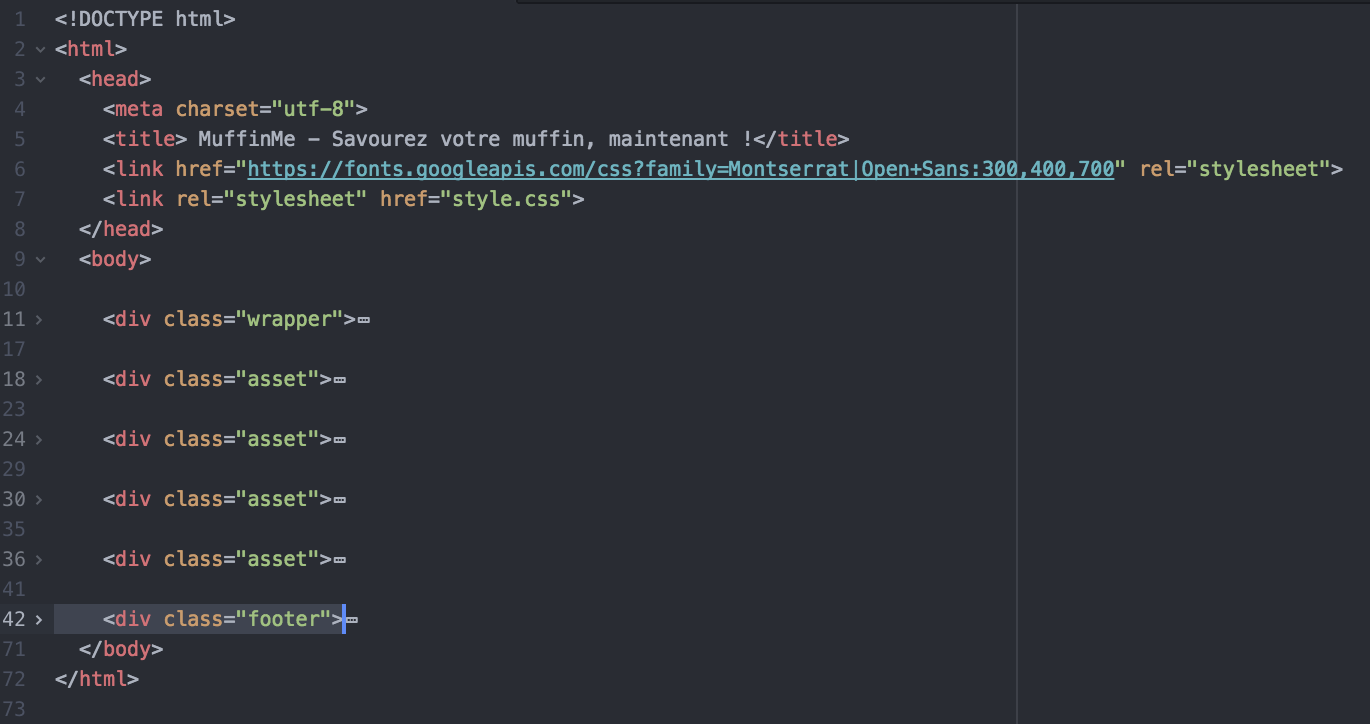 1 <!DOCTYPE html>
2 <html>
3 <head>
4 <meta charset="utf-8">
5 <title> MuffinMe – Savourez votre muffin, maintenant !</title>
6 <link href="https://fonts.googleapis.com/css?family=Montserrat|Open+Sans:300,400,700" rel="stylesheet">
7 <link rel="stylesheet" href="style.css">
8 </head>
9 <body>
10
11 <div class="wrapper">
17
18 <div class="asset">
23
24 <div class="asset">
29
30 <div class="asset">
35
36 <div class="asset">
41
42 <div class="footer">
71 </body>
72 </html>
73